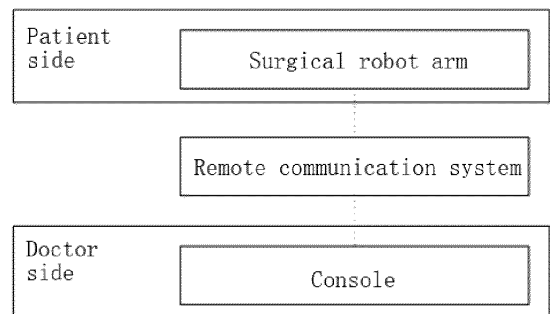 Patient
side
Surgical robot arm
Remote communication system
Doctor
side
Console